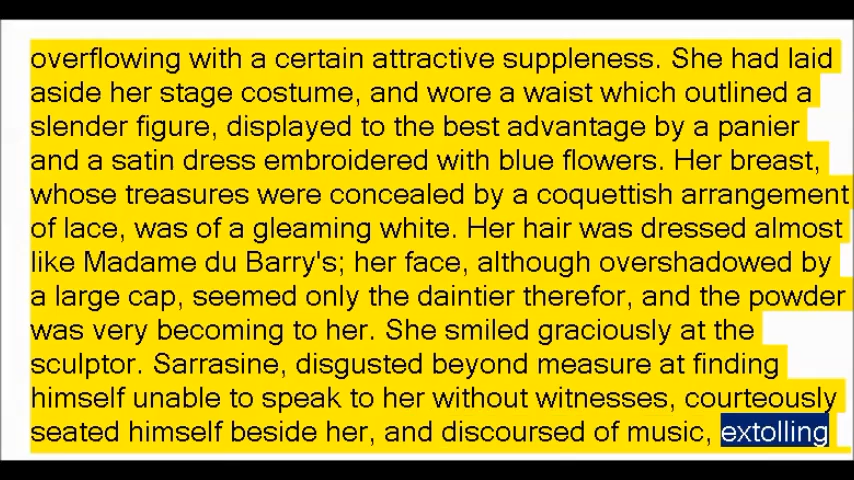 overflowing with a certain attractive suppleness. She had laid
aside her stage costume, and wore a waist which outlined a
slender figure, displayed to the best advantage by a panier
and a satin dress embroidered with blue flowers. Her breast,
whose treasures were concealed by a coquettish arrangement
of lace, was of a gleaming white. Her hair was dressed almost
like Madame du Barry's; her face, although overshadowed by
a large cap, seemed only the daintier therefor, and the powder
was very becoming to her. She smiled graciously at the
sculptor. Sarrasine, disgusted beyond measure at finding
himself unable to speak to her without witnesses, courteously
seated himself beside her, and discoursed of music, extolling